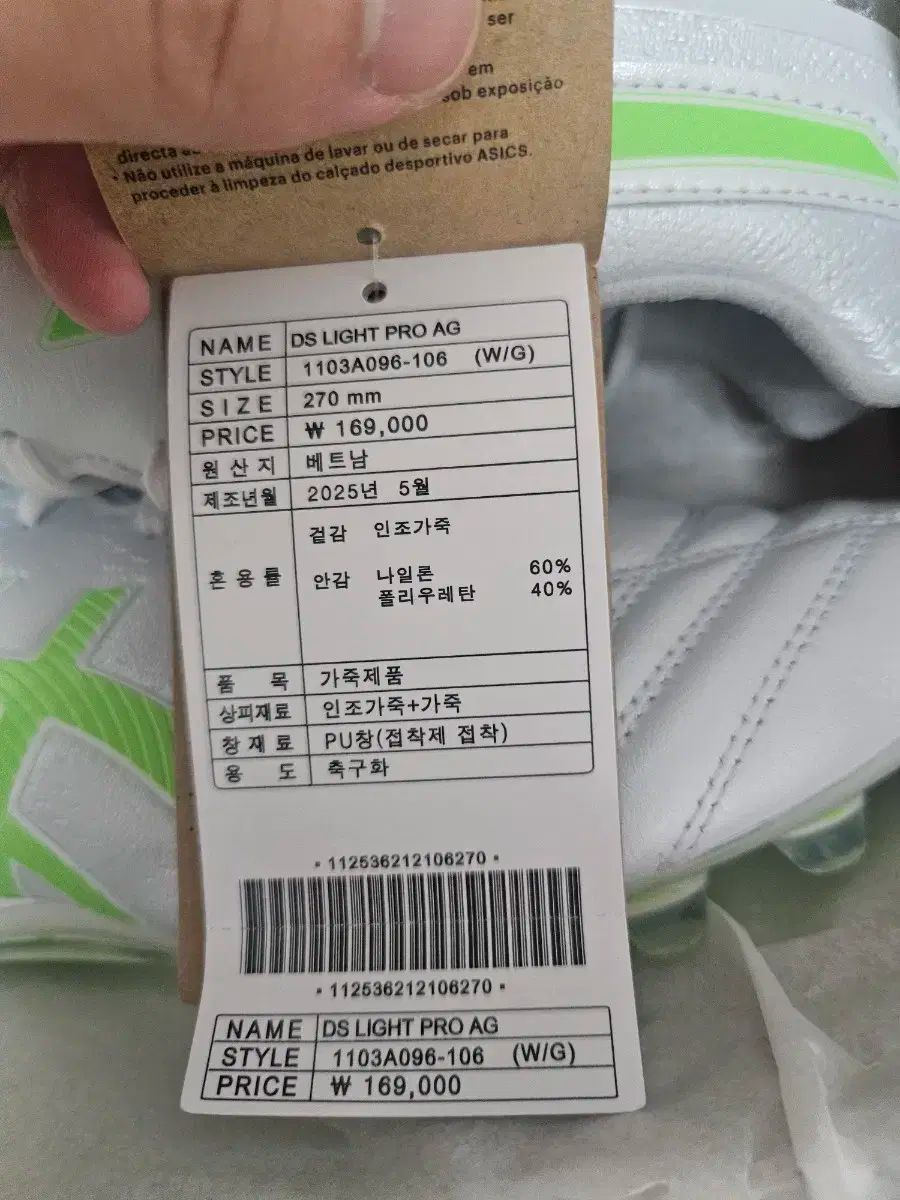 ser
em
sob exposição
directa
• Não utilize a máquina de lavar ou de secar para
proceder à limpeza do calçado desportivo ASICS.
NAME DS LIGHT PRO AG
STYLE 1103A096-106 (W/G)
SIZE 270 mm
PRICE ₩ 169,000
원산지 베트남
제조년월 2025년 5월
겉감 인조가죽
혼용률 안감 나일론 60%
폴리우레탄 40%
품목 가죽제품
상피재료 인조가죽+가죽
창재료 PU창(접착제 접착)
용도 축구화
• 112536212106270 •
• 112536212106270 •
NAME DS LIGHT PRO AG
STYLE 1103A096-106 (W/G)
PRICE ₩ 169,000